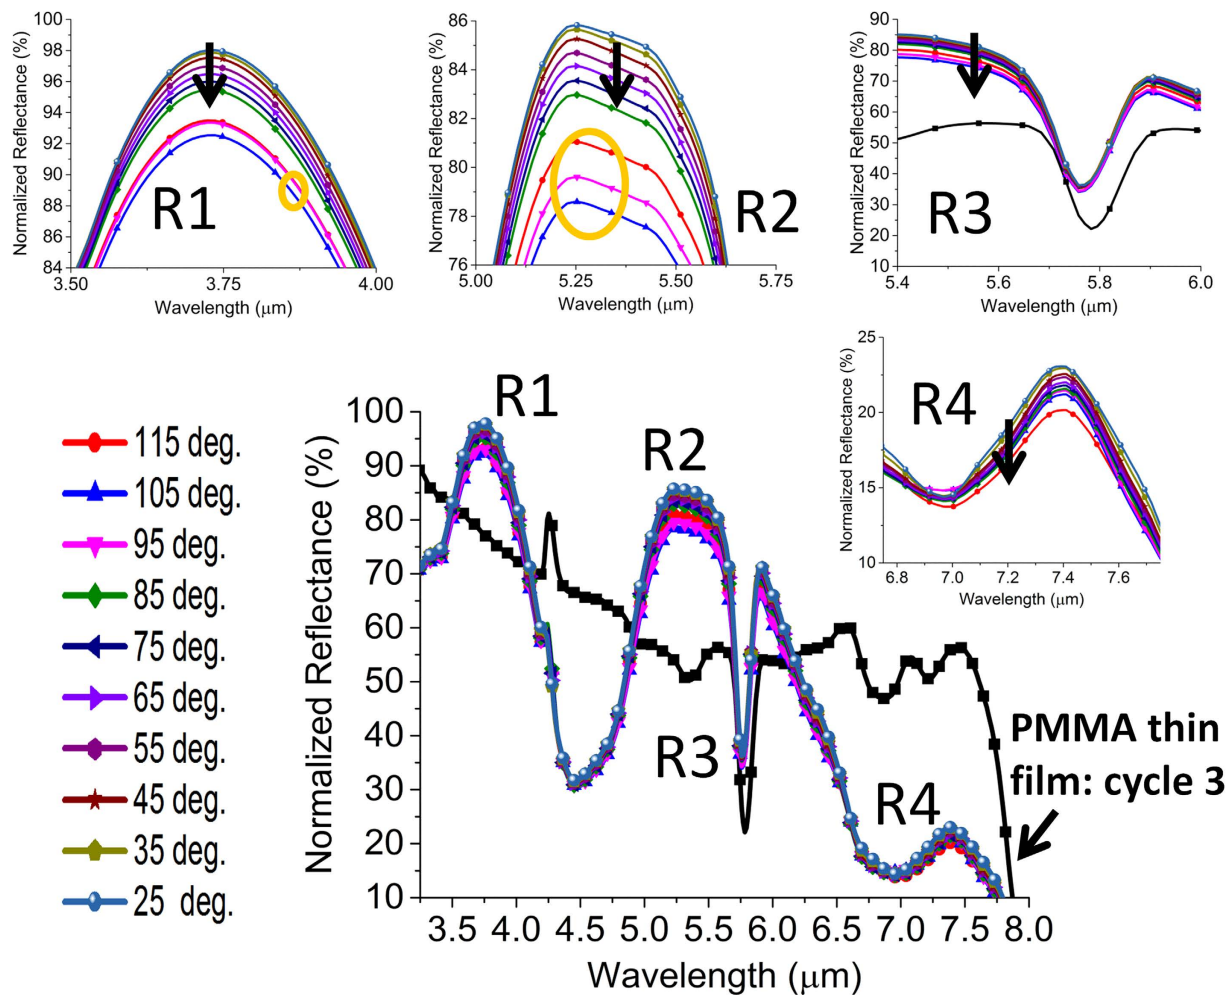 100
98
96
94
92
90
88
86
84
3.50
3.75
4.00
Normalized Reflectance (%)
Wavelength (μm)
R1
86
84
82
80
78
76
5.00
5.25
5.50
5.75
Normalized Reflectance (%)
Wavelength (μm)
R2
90
80
70
60
50
40
30
20
10
5.4
5.6
5.8
6.0
Normalized Reflectance (%)
Wavelength (μm)
R3
25
20
15
10
6.8
7.0
7.2
7.4
7.6
Normalized Reflectance (%)
Wavelength (μm)
R4
115 deg.
105 deg.
95 deg.
85 deg.
75 deg.
65 deg.
55 deg.
45 deg.
35 deg.
25 deg.
100
90
80
70
60
50
40
30
20
10
3.5 4.0 4.5 5.0 5.5 6.0 6.5 7.0 7.5 8.0
Normalized Reflectance (%)
Wavelength (μm)
R1
R2
R3
R4
PMMA thin
film: cycle 3